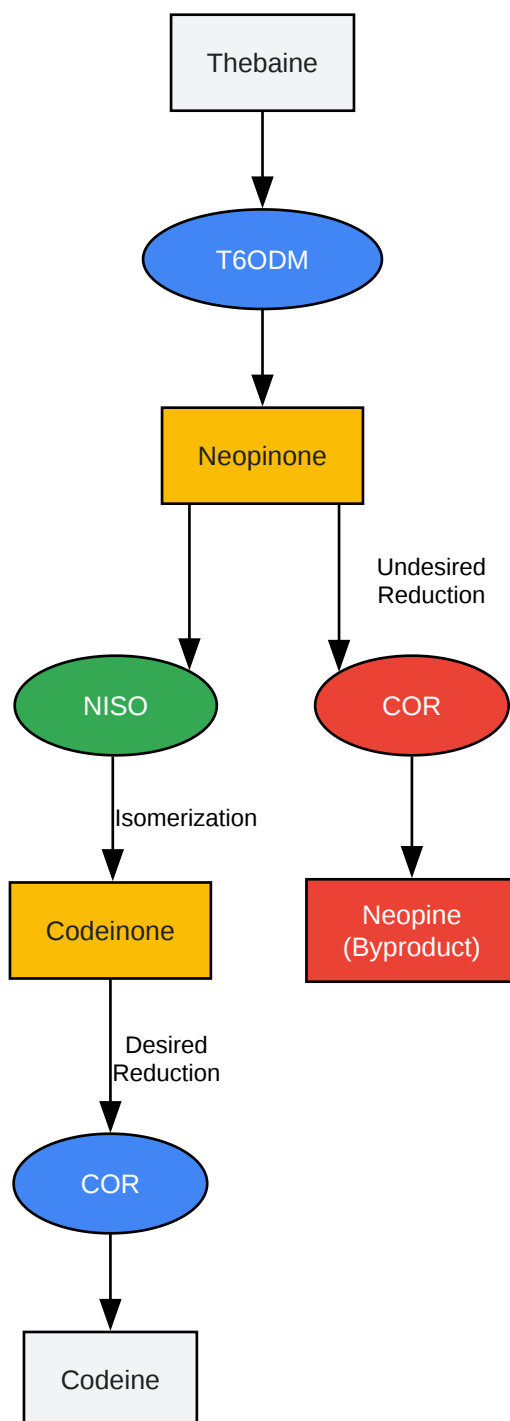 Thebaine
T6ODM
Neopinone
Undesired
Reduction
NISO
COR
Isomerization
Codeinone
Neopine
(Byproduct)
Desired
Reduction
COR
Codeine